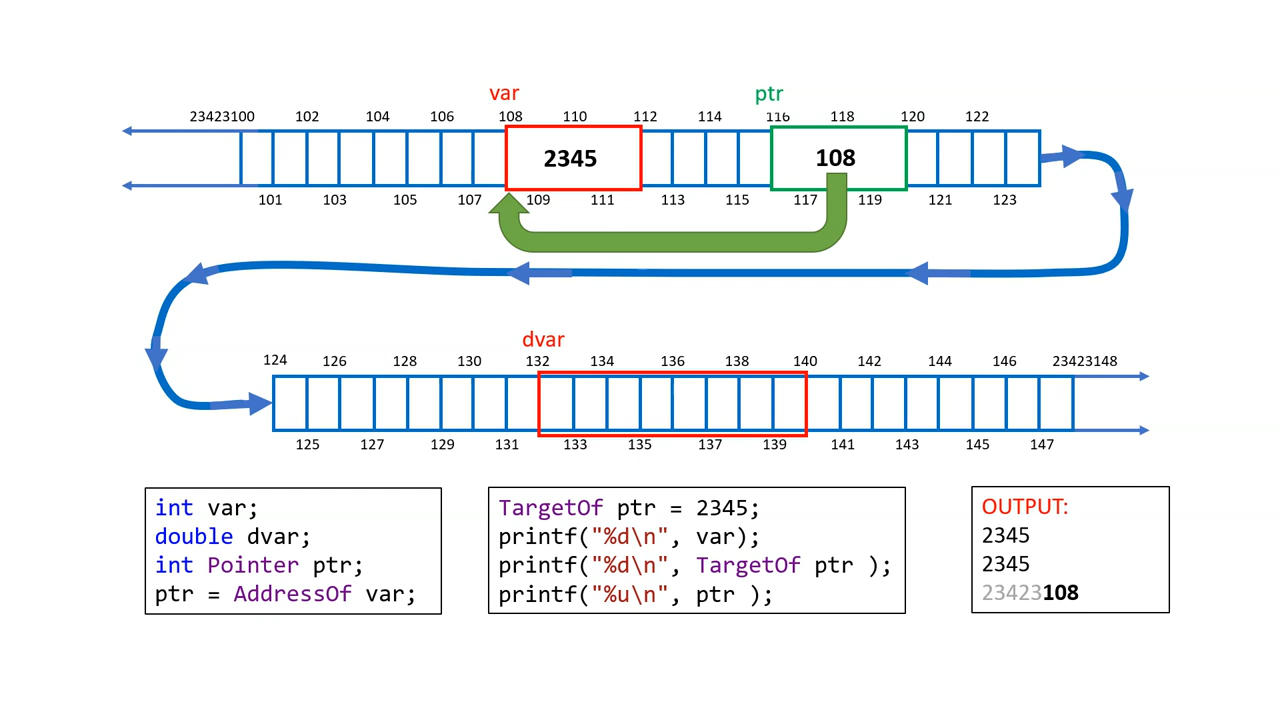 var ptr
23423100 102 104 106 108 110 112 114 116 118 120 122
2345 108
101 103 105 107 109 111 113 115 117 119 121 123
dvar
124 126 128 130 132 134 136 138 140 142 144 146 23423148
125 127 129 131 133 135 137 139 141 143 145 147
int var;
double dvar;
int Pointer ptr;
ptr = AddressOf var;
TargetOf ptr = 2345;
printf("%d\n", var);
printf("%d\n", TargetOf ptr );
printf("%u\n", ptr );
OUTPUT:
2345
2345
23423108